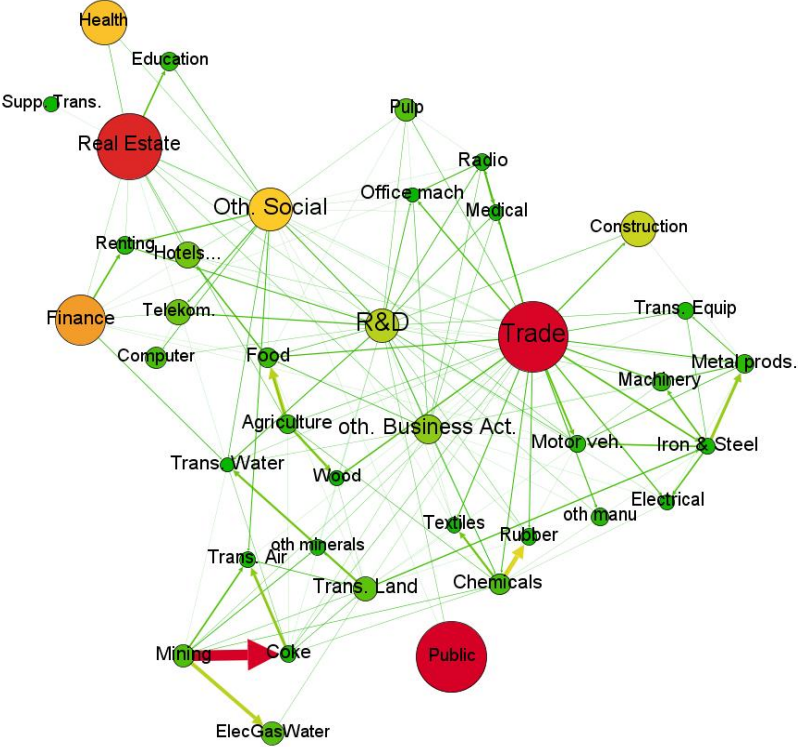 Health
Education
Supp. Trans.
Real Estate
Pulp
Radio
Office mach
Medical
Oth. Social
Construction
Renting
Hotels...
Telekom.
Finance
R&D
Trade
Trans. Equip
Computer
Food
Metal prods.
Machinery
Agriculture
oth. Business Act.
Motor veh.
Iron & Steel
Trans. Water
Wood
Electrical
oth manu
Textiles
Rubber
oth minerals
Trans. Air
Trans. Land
Chemicals
Mining
Coke
Public
ElecGasWater